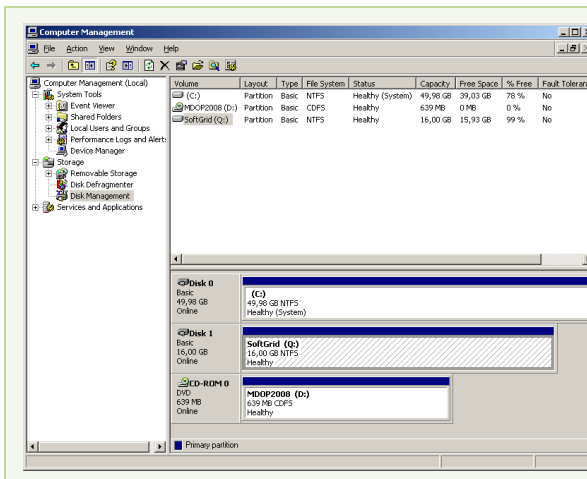 Computer Management
File Action View Window Help
Computer Management (Local)
System Tools
Event Viewer
Shared Folders
Local Users and Groups
Performance Logs and Alert
Device Manager
Storage
Removable Storage
Disk Defragmenter
Disk Management
Services and Applications
Volume Layout Type File System Status Capacity Free Space % Free Fault Toleran
(C:) Partition Basic NTFS Healthy (System) 49,98 GB 39,03 GB 78 % No
MDOP2008 (D:) Partition Basic CDFS Healthy 639 MB 0 MB 0 % No
SoftGrid (Q:) Partition Basic NTFS Healthy 16,00 GB 15,93 GB 99 % No
Disk 0
Basic
49,98 GB
Online
(C:)
49,98 GB NTFS
Healthy (System)
Disk 1
Basic
16,00 GB
Online
SoftGrid (Q:)
16,00 GB NTFS
Healthy
CD-ROM 0
DVD
639 MB
Online
MDOP2008 (D:)
639 MB CDFS
Healthy
Primary partition